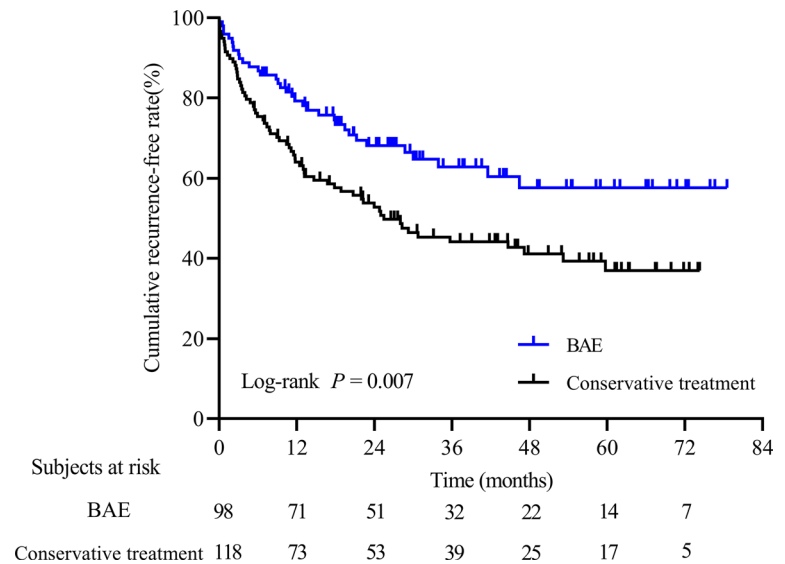 Cumulative recurrence-free rate(%)
100
80
60
40
20
0
BAE
Conservative treatment
Log-rank P = 0.007
0 12 24 36 48 60 72 84
Time (months)
Subjects at risk
BAE 98 71 51 32 22 14 7
Conservative treatment 118 73 53 39 25 17 5